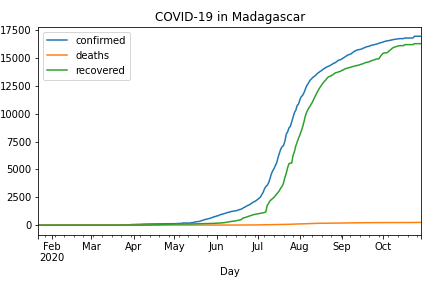 COVID-19 in Madagascar
17500
15000
12500
10000
7500
5000
2500
0
confirmed
deaths
recovered
Feb Mar Apr May Jun Jul Aug Sep Oct
2020
Day